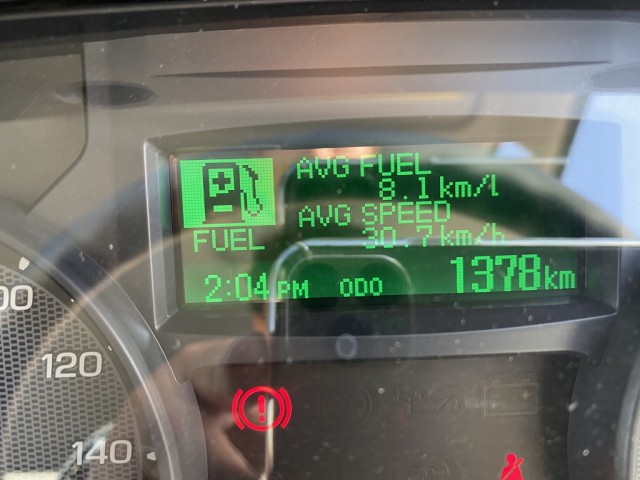 AVG FUEL
8.1 km/l
AVG SPEED
30.7 km/h
FUEL
2:04 PM ODO 1378 km
00
120
140